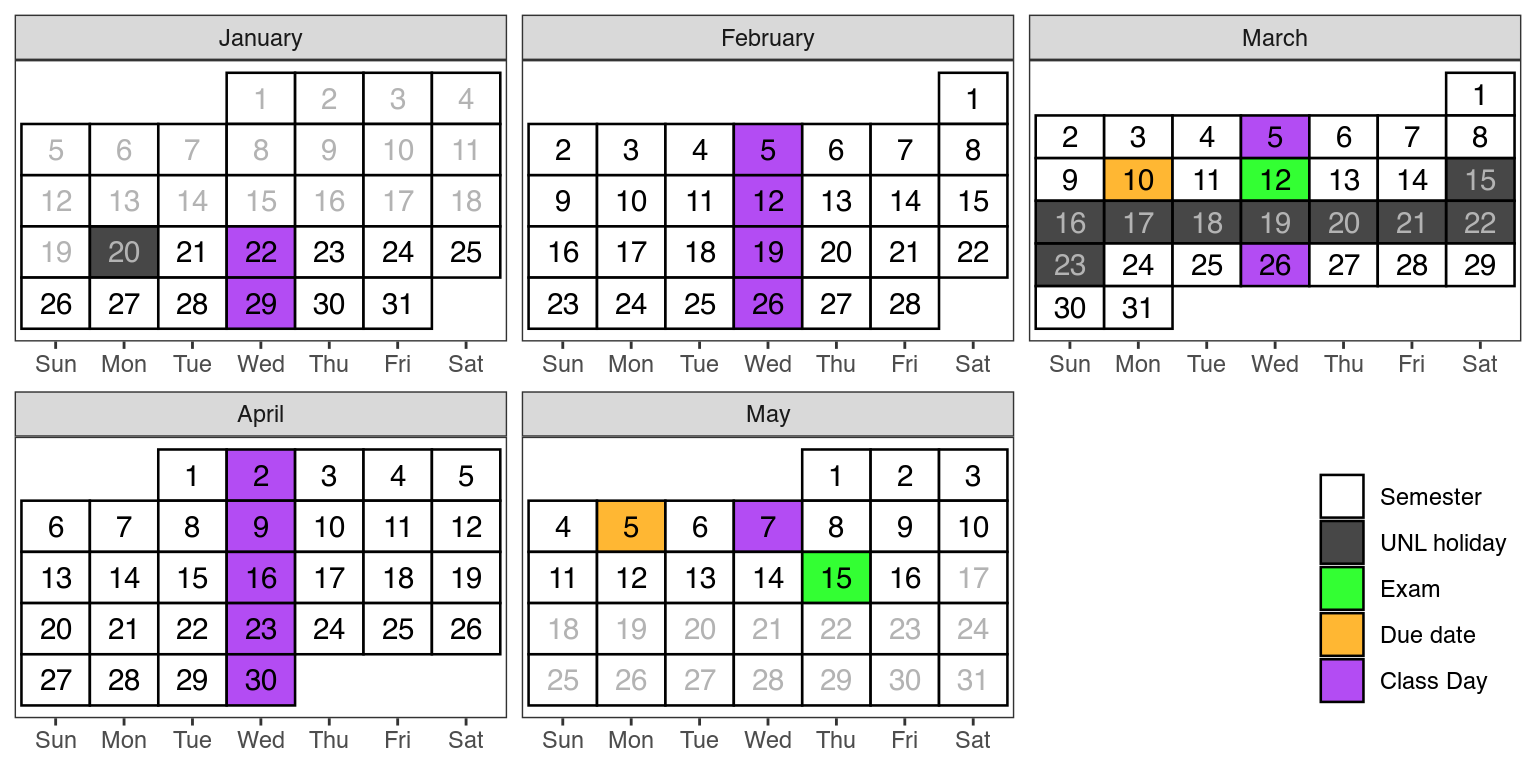 January
1 2 3 4
5 6 7 8 9 10 11
12 13 14 15 16 17 18
19 20 21 22 23 24 25
26 27 28 29 30 31
Sun Mon Tue Wed Thu Fri Sat
February
1
2 3 4 5 6 7 8
9 10 11 12 13 14 15
16 17 18 19 20 21 22
23 24 25 26 27 28
Sun Mon Tue Wed Thu Fri Sat
March
1
2 3 4 5 6 7 8
9 10 11 12 13 14 15
16 17 18 19 20 21 22
23 24 25 26 27 28 29
30 31
Sun Mon Tue Wed Thu Fri Sat
April
1 2 3 4 5
6 7 8 9 10 11 12
13 14 15 16 17 18 19
20 21 22 23 24 25 26
27 28 29 30
Sun Mon Tue Wed Thu Fri Sat
May
1 2 3
4 5 6 7 8 9 10
11 12 13 14 15 16 17
18 19 20 21 22 23 24
25 26 27 28 29 30 31
Sun Mon Tue Wed Thu Fri Sat
Semester
UNL holiday
Exam
Due date
Class Day